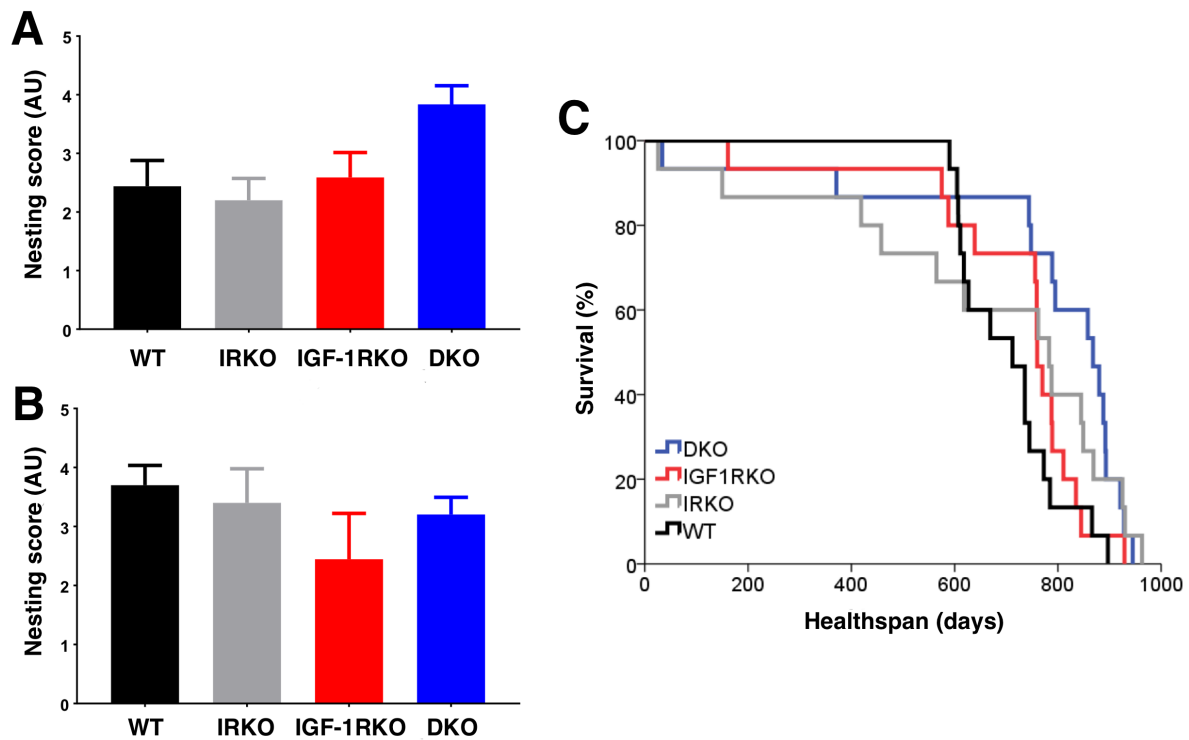 A
Nesting score (AU)
5
4
3
2
1
0
WT IRKO IGF-1RKO DKO
B
Nesting score (AU)
5
4
3
2
1
0
WT IRKO IGF-1RKO DKO
C
Survival (%)
100
80
60
40
20
0
DKO
IGF1RKO
IRKO
WT
0 200 400 600 800 1000
Healthspan (days)